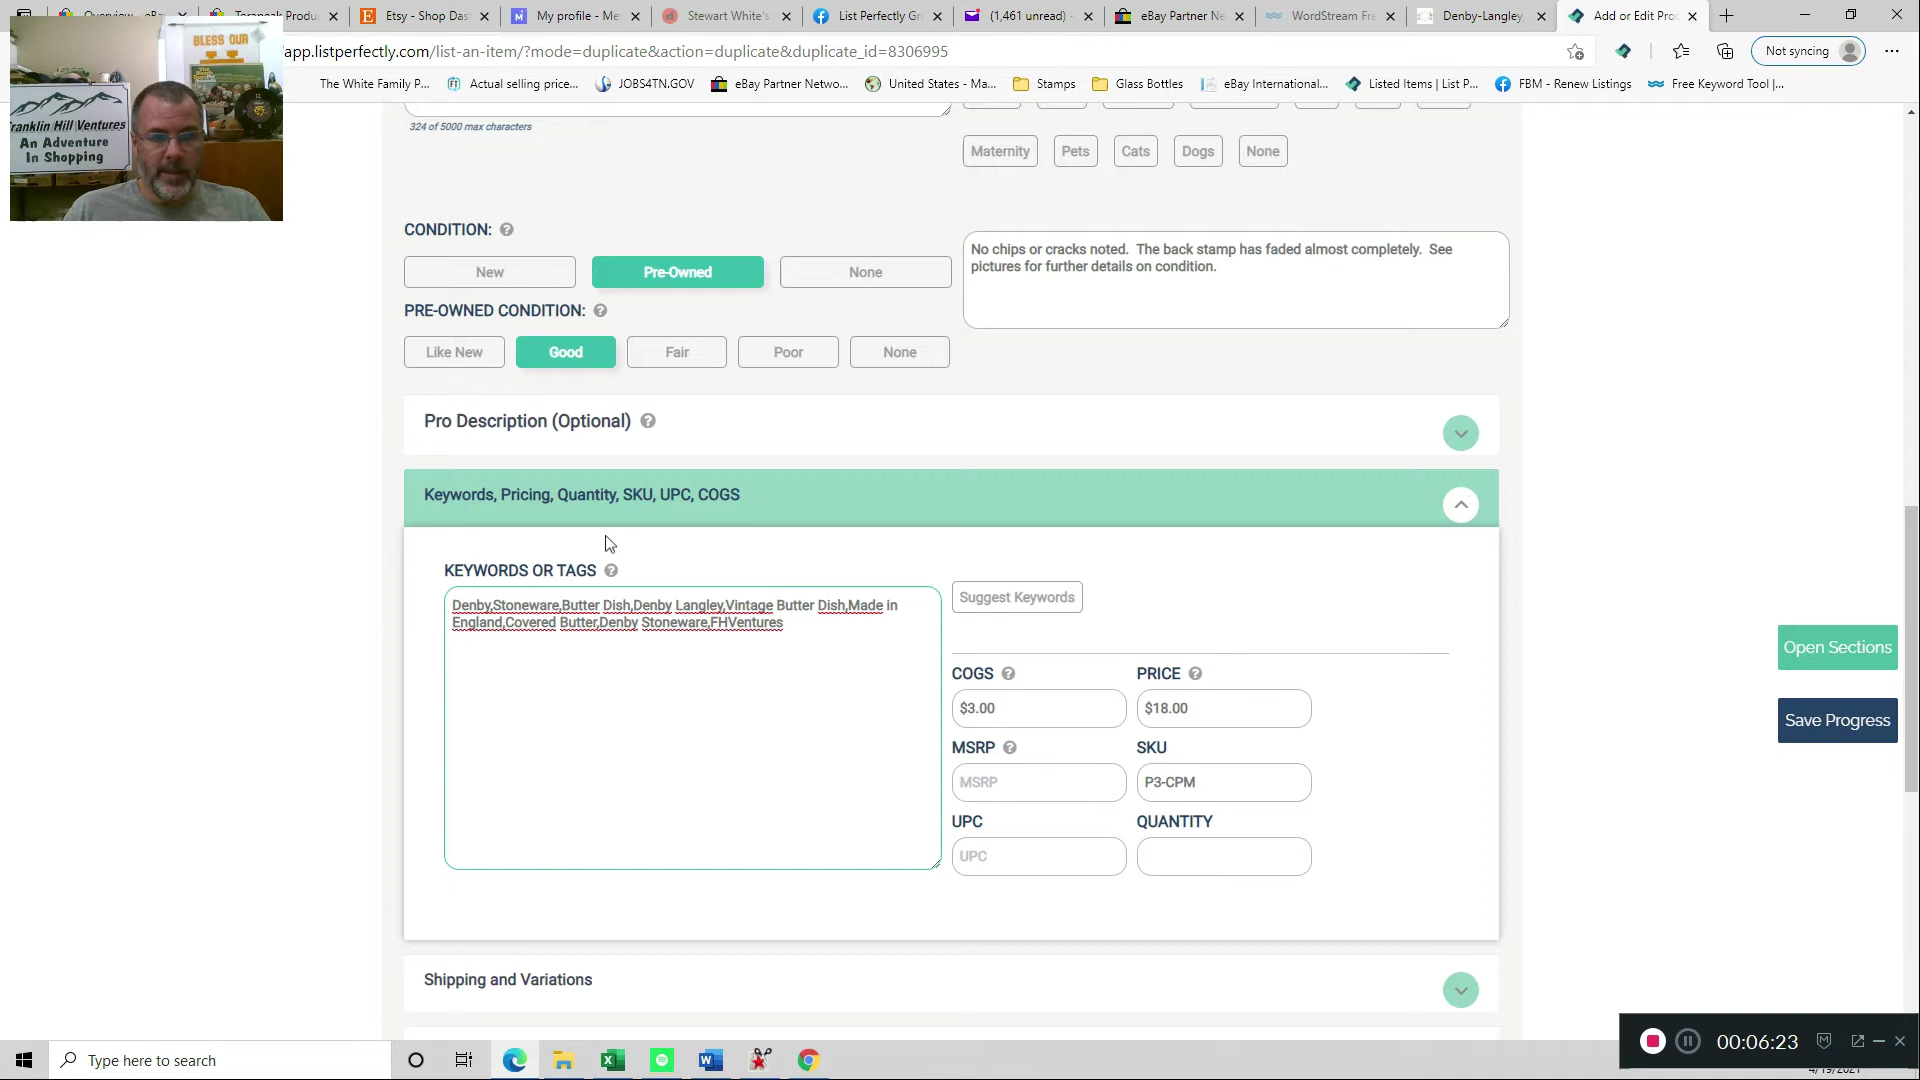 Overview - eBay
Terapeak Produ
Etsy - Shop Das
My profile - Me
Stewart White's
List Perfectly Gr
(1,461 unread) -
eBay Partner Ne
WordStream Fre
Denby-Langley,
Add or Edit Proc
app.listperfectly.com/list-an-item/?mode=duplicate&action=duplicate&duplicate_id=8306995
Not syncing
The White Family P...
Actual selling price...
JOBS4TN.GOV
eBay Partner Netwo...
United States - Ma...
Stamps
Glass Bottles
eBay International...
Listed Items | List P...
FBM - Renew Listings
Free Keyword Tool |...
BLESS OUR
Franklin Hill Ventures
An Adventure
In Shopping
324 of 5000 max characters
Maternity
Pets
Cats
Dogs
None
CONDITION:
New
Pre-Owned
None
No chips or cracks noted. The back stamp has faded almost completely. See
pictures for further details on condition.
PRE-OWNED CONDITION:
Like New
Good
Fair
Poor
None
Pro Description (Optional)
Keywords, Pricing, Quantity, SKU, UPC, COGS
KEYWORDS OR TAGS
Denby,Stoneware,Butter Dish,Denby Langley,Vintage Butter Dish,Made in
England,Covered Butter,Denby Stoneware,FHVentures
Suggest Keywords
COGS
PRICE
$3.00
$18.00
MSRP
SKU
MSRP
P3-CPM
UPC
QUANTITY
UPC
Open Sections
Save Progress
Shipping and Variations
Type here to search
00:06:23
4/19/2021